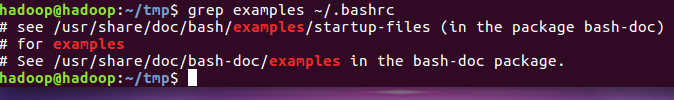 hadoop@hadoop:~/tmp$ grep examples ~/.bashrc
# see /usr/share/doc/bash/examples/startup-files (in the package bash-doc)
# for examples
# See /usr/share/doc/bash-doc/examples in the bash-doc package.
hadoop@hadoop:~/tmp$